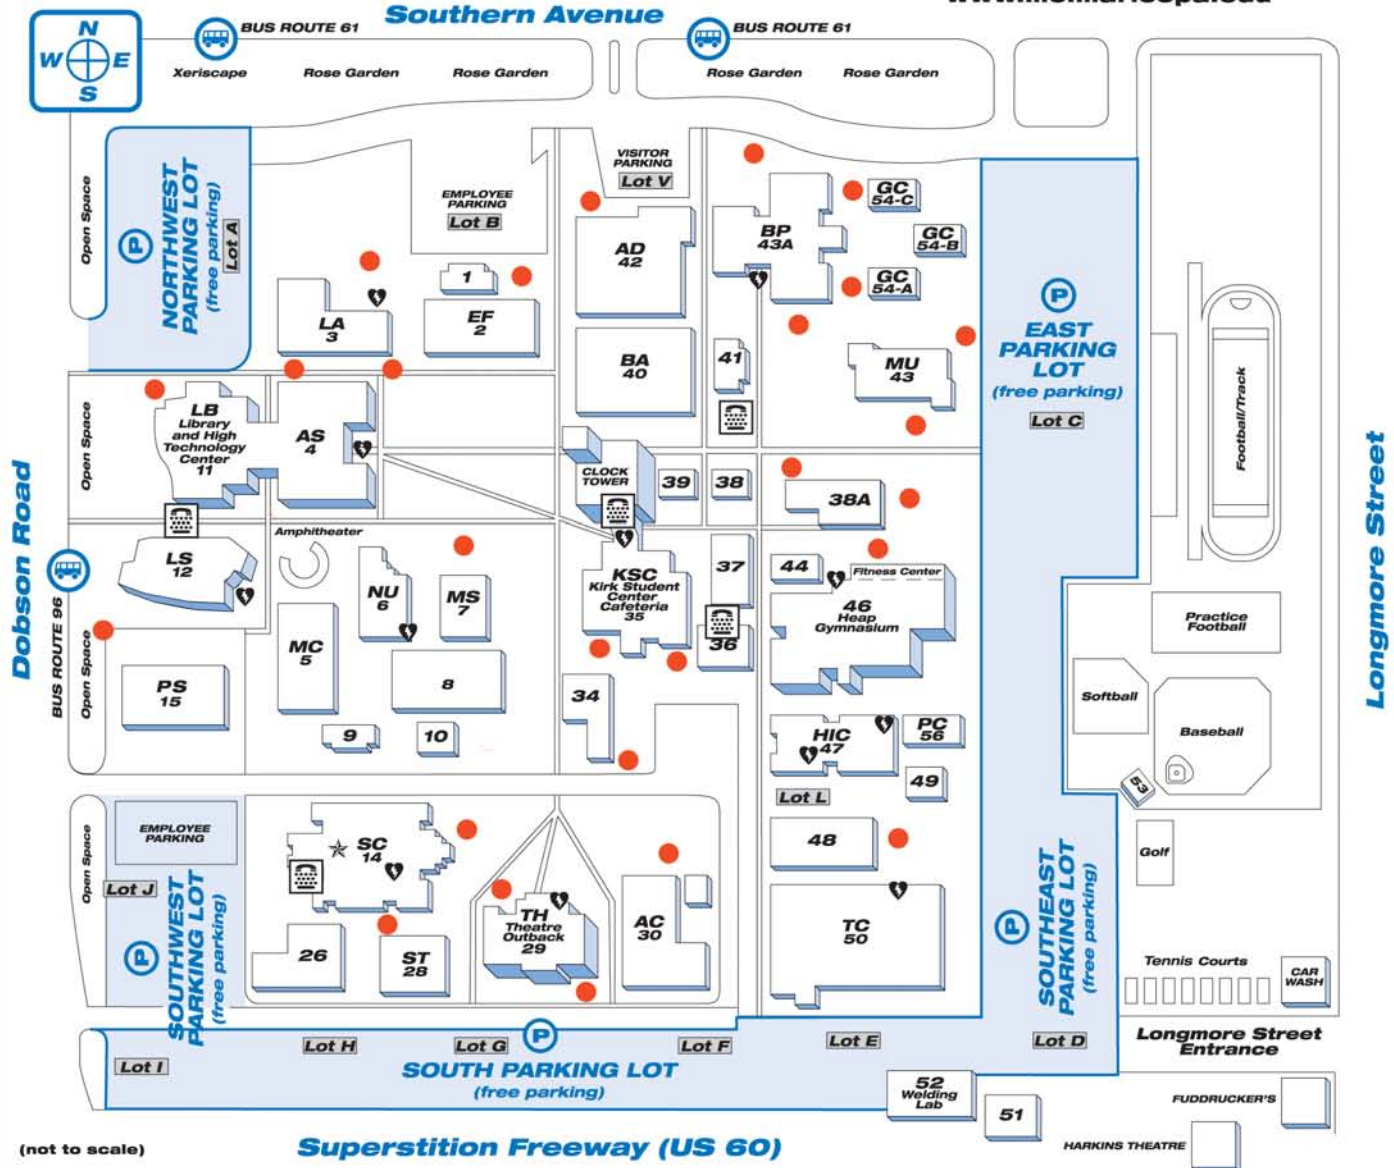 Southern Avenue
N
W E
S
BUS ROUTE 61
BUS ROUTE 61
Xeriscape
Rose Garden
Rose Garden
Rose Garden
Rose Garden
Open Space
P
NORTHWEST
PARKING LOT
(free parking)
Lot A
EMPLOYEE
PARKING
Lot B
VISITOR
PARKING
Lot V
1
EF
2
LA
3
AD
42
BA
40
BP
43A
GC
54-C
GC
54-B
GC
54-A
41
MU
43
P
EAST
PARKING
LOT
(free parking)
Lot C
Football/Track
Longmore Street
Dobson Road
Open Space
LB
Library
and High
Technology
Center
11
AS
4
CLOCK
TOWER
39
38
38A
BUS ROUTE 96
LS
12
Amphitheater
NU
6
MS
7
KSC
Kirk Student
Center
Cafeteria
35
37
36
44
Fitness Center
46
Heap
Gymnasium
Practice
Football
Softball
Baseball
53
Golf
Open Space
PS
15
MC
5
8
9
10
34
HIC
47
PC
56
49
Lot L
48
TC
50
Open Space
EMPLOYEE
PARKING
Lot J
P
SOUTHWEST
PARKING LOT
(free parking)
SC
14
26
ST
28
TH
Theatre
Outback
29
AC
30
P
SOUTHEAST
PARKING LOT
(free parking)
Tennis Courts
CAR
WASH
Lot I
Lot H
Lot G
P
Lot F
Lot E
Lot D
SOUTH PARKING LOT
(free parking)
Longmore Street
Entrance
52
Welding
Lab
51
FUDDRUCKER'S
HARKINS THEATRE
(not to scale)
Superstition Freeway (US 60)